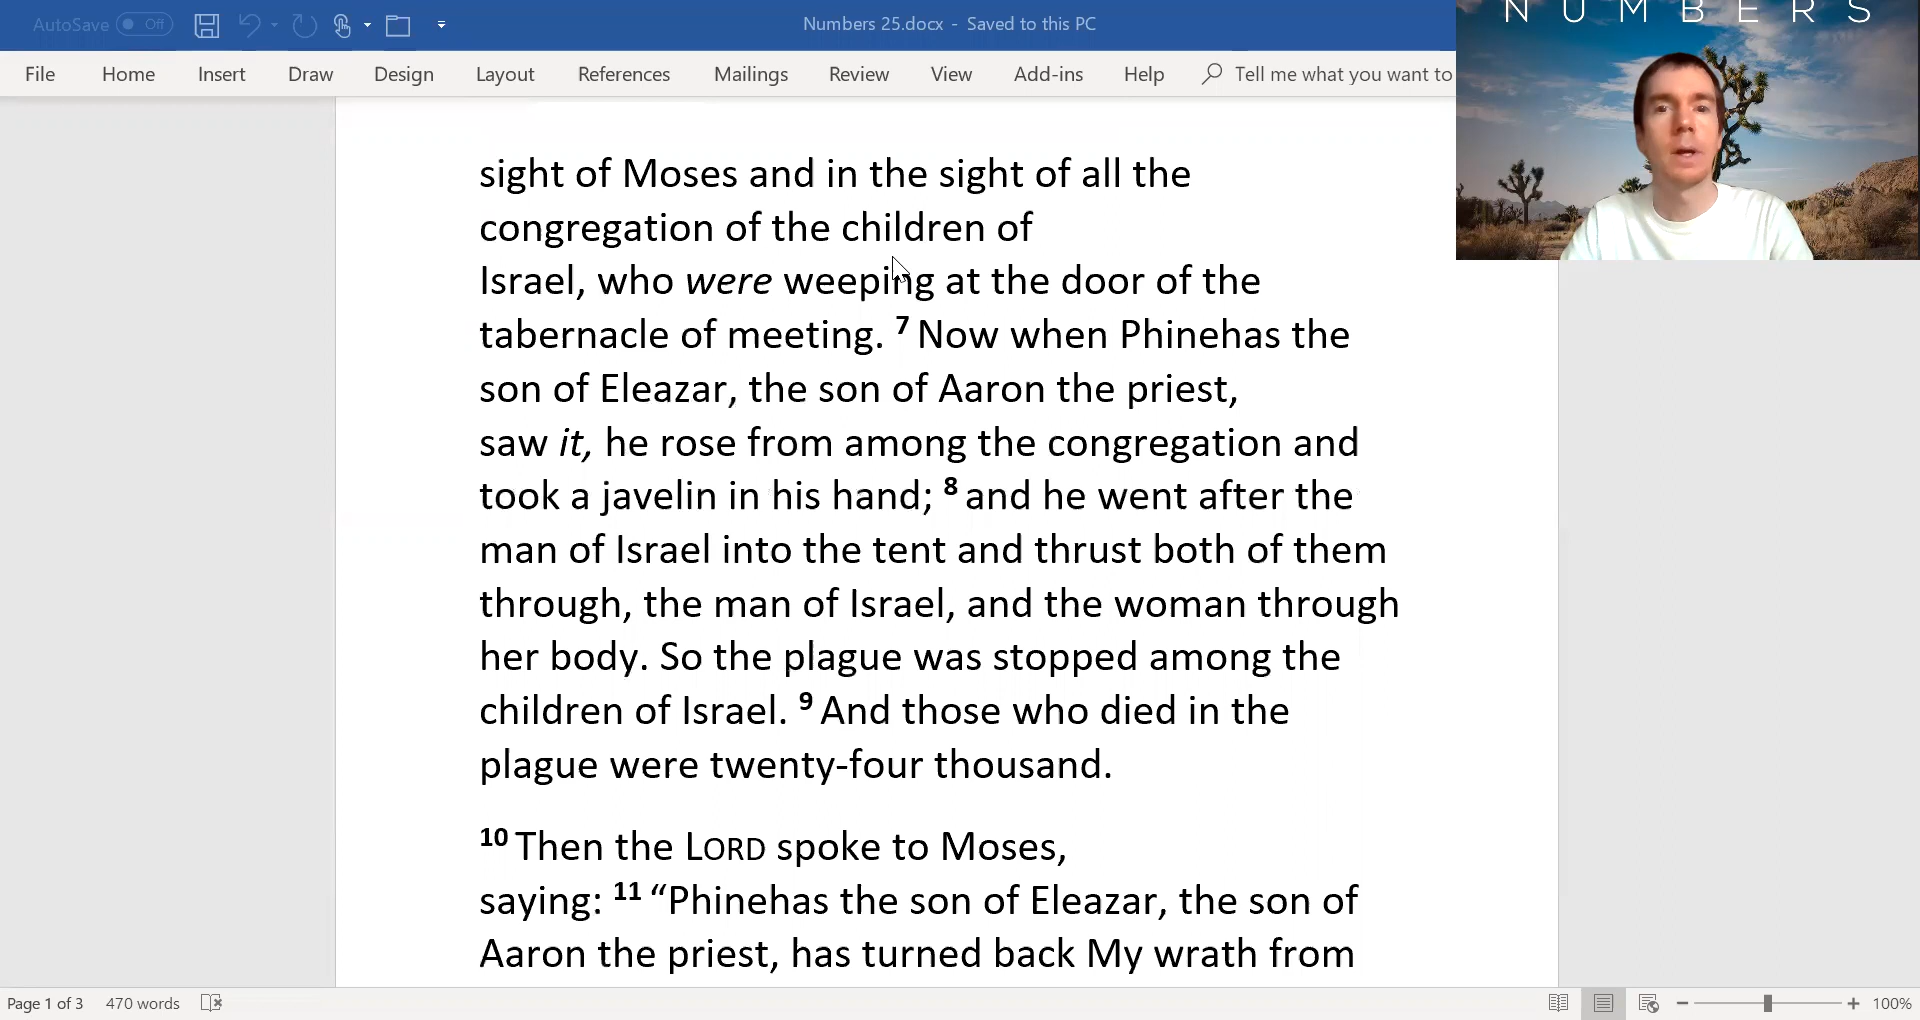 AutoSave Off Numbers 25.docx - Saved to this PC
NUMBERS
File Home Insert Draw Design Layout References Mailings Review View Add-ins Help Tell me what you want to
sight of Moses and in the sight of all the
congregation of the children of
Israel, who were weeping at the door of the
tabernacle of meeting. 7 Now when Phinehas the
son of Eleazar, the son of Aaron the priest,
saw it, he rose from among the congregation and
took a javelin in his hand; 8 and he went after the
man of Israel into the tent and thrust both of them
through, the man of Israel, and the woman through
her body. So the plague was stopped among the
children of Israel. 9 And those who died in the
plague were twenty-four thousand.
10 Then the LORD spoke to Moses,
saying: 11 “Phinehas the son of Eleazar, the son of
Aaron the priest, has turned back My wrath from
Page 1 of 3 470 words 100%